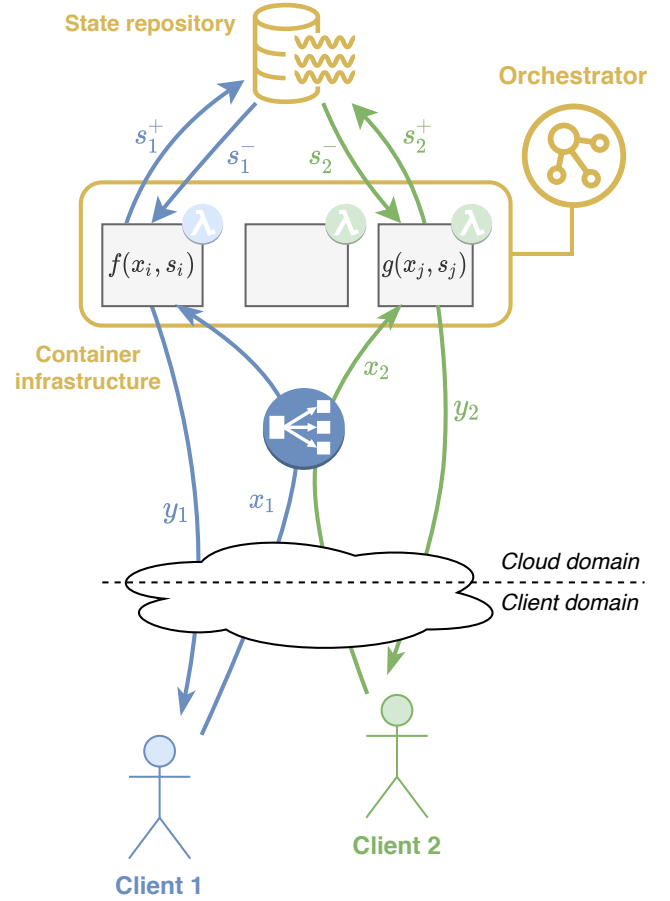 State repository
Orchestrator
s₁⁺
s₁⁻
s₂⁻
s₂⁺
λ
λ
λ
f(xᵢ, sᵢ)
g(xⱼ, sⱼ)
Container
infrastructure
x₂
y₂
y₁
x₁
Cloud domain
Client domain
Client 2
Client 1